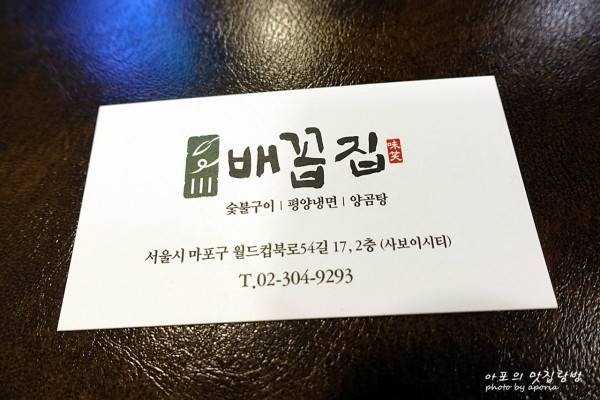 배꼽집 味笑
숯불구이 | 평양냉면 | 양곰탕
서울시 마포구 월드컵북로54길 17, 2층 (사보이시티)
T. 02-304-9293
아포의 맛집탐방
photo by aporia